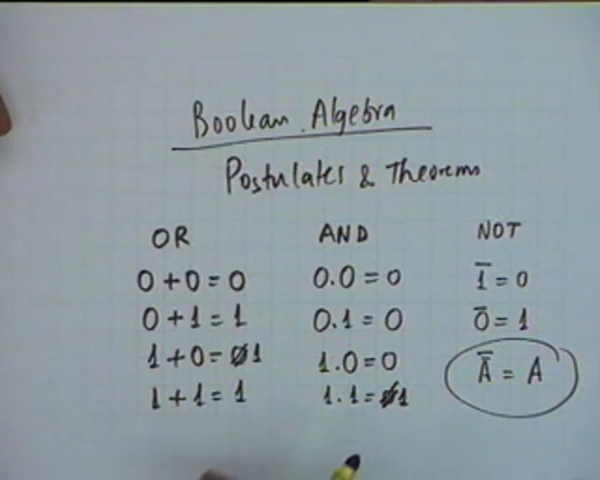 Boolean Algebra
Postulates & Theorems
OR AND NOT
0+0=0 0.0=0 1̅=0
0+1=1 0.1=0 0̅=1
1+0=1 1.0=0 A̅=A
1+1=1 1.1=1